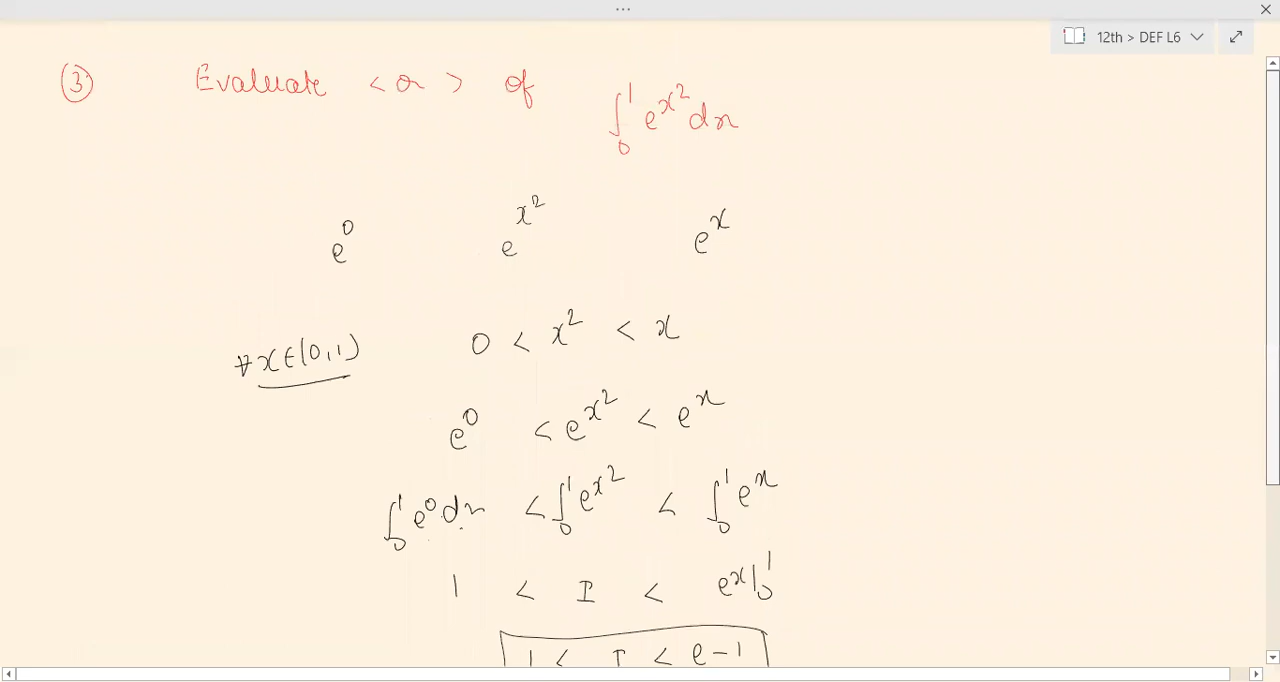 12th > DEF L6
③ Evaluate < or > of ∫₀¹ e^{x²} dx
e⁰ e^{x²} e^x
0 < x² < x
∀ x ∈ (0,1)
e⁰ < e^{x²} < e^x
∫₀¹ e⁰ dx < ∫₀¹ e^{x²} < ∫₀¹ e^x
1 < I < e^x |₀¹
1 < I < e-1